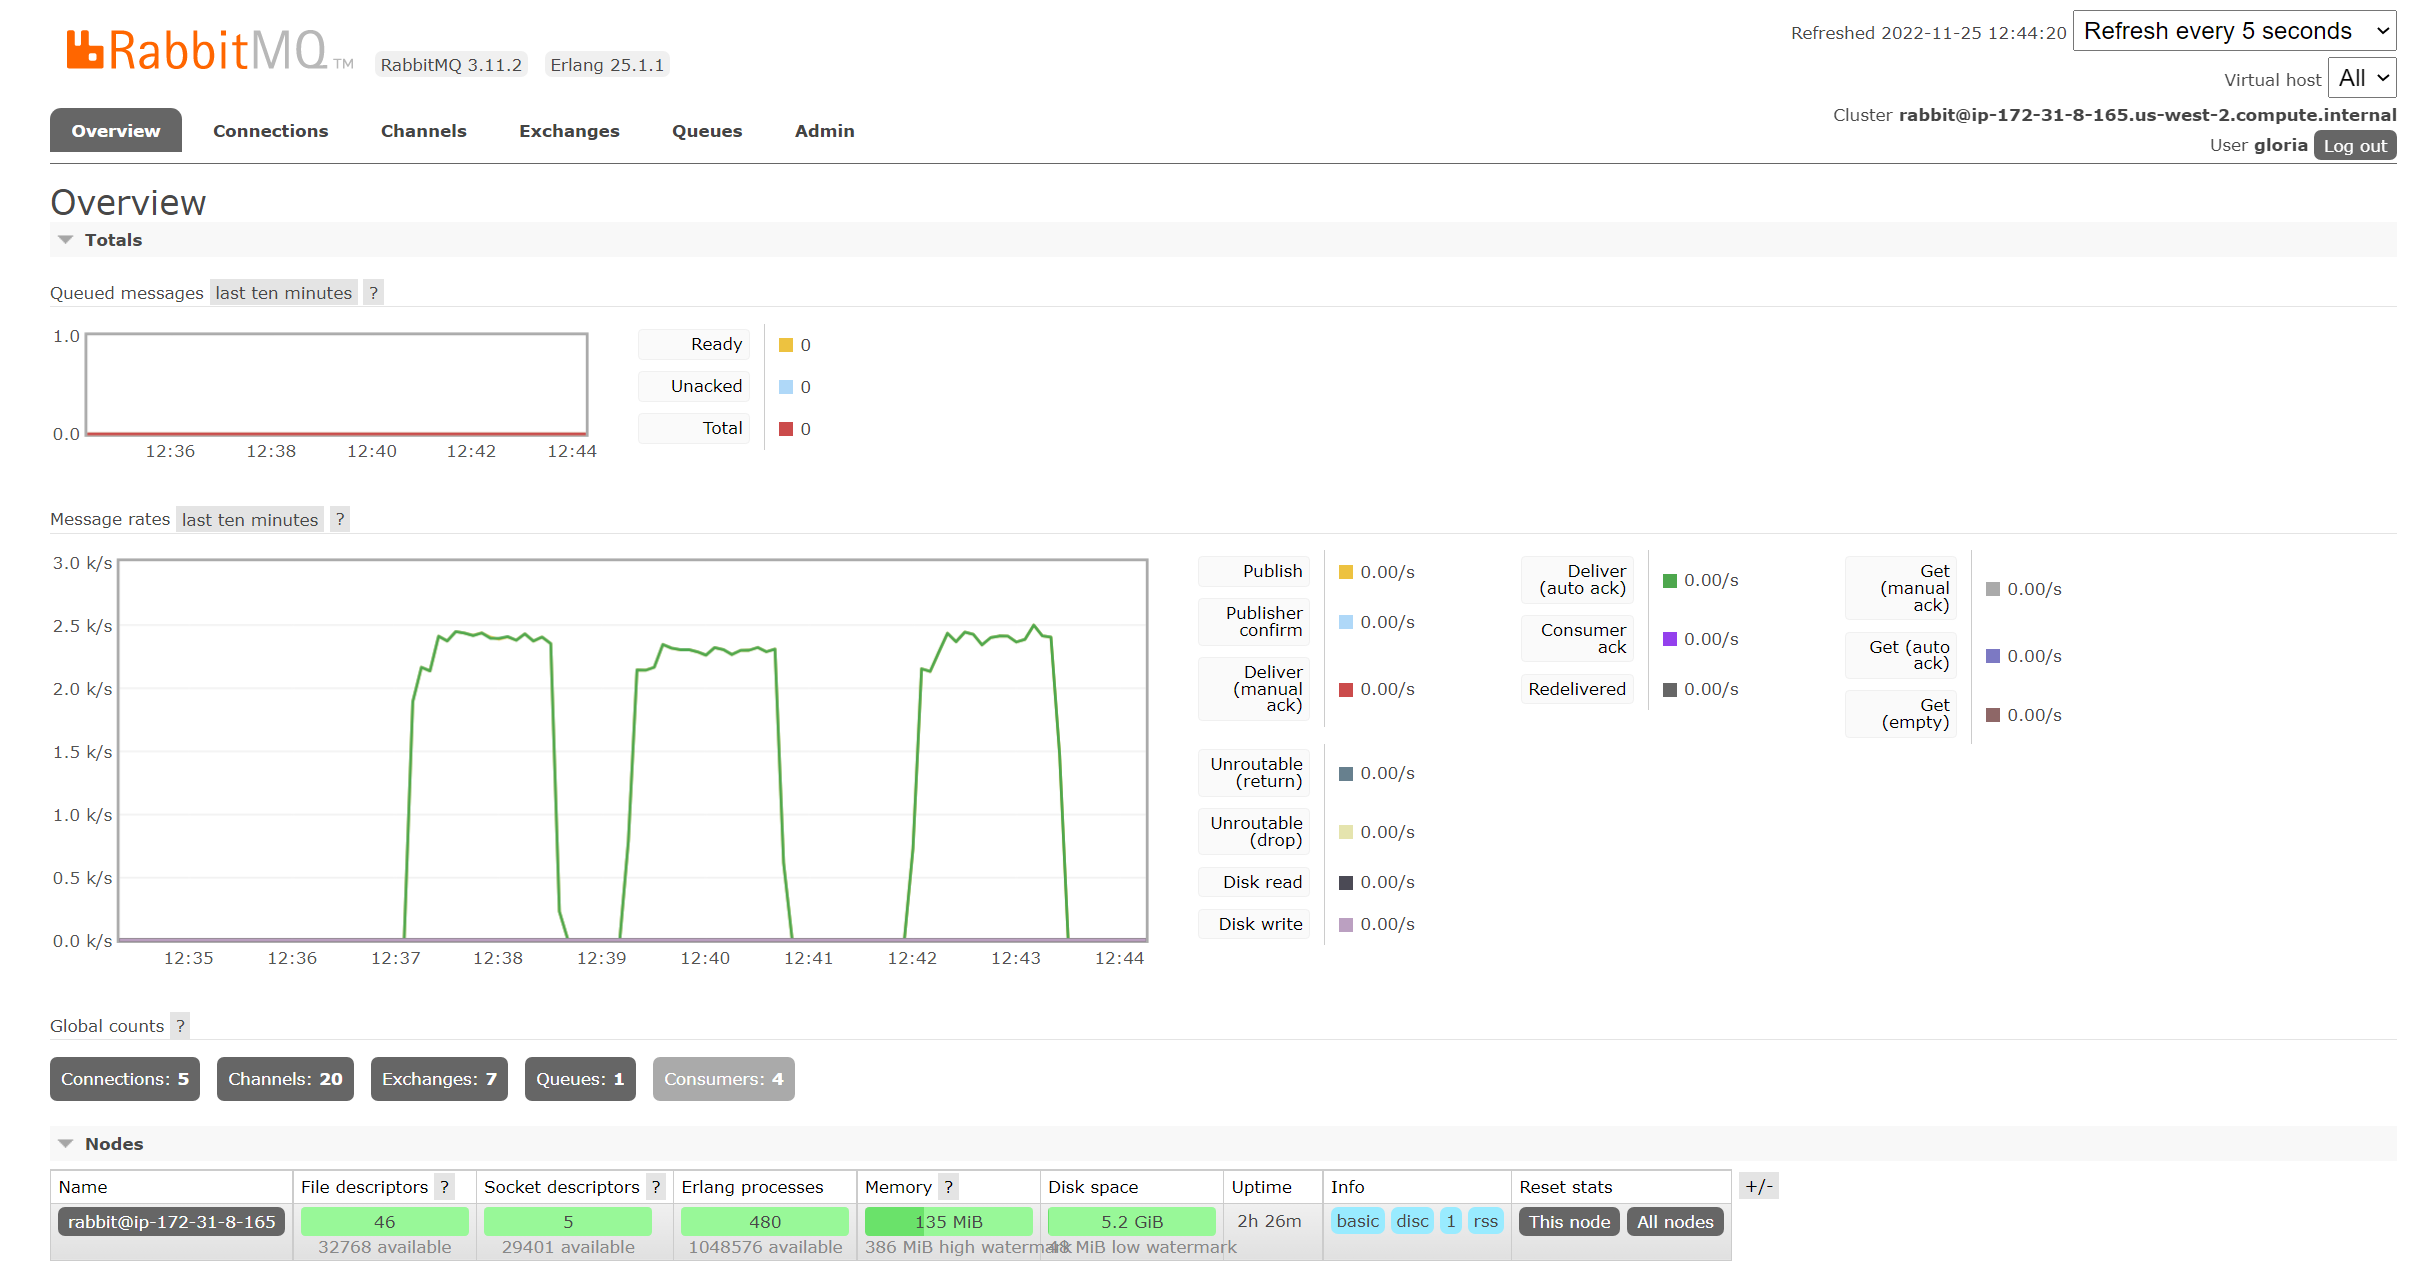 RabbitMQ TM RabbitMQ 3.11.2 Erlang 25.1.1
Refreshed 2022-11-25 12:44:20 Refresh every 5 seconds
Virtual host All
Cluster rabbit@ip-172-31-8-165.us-west-2.compute.internal
User gloria Log out
Overview Connections Channels Exchanges Queues Admin
Overview
Totals
Queued messages last ten minutes ?
1.0
0.0
12:36 12:38 12:40 12:42 12:44
Ready 0
Unacked 0
Total 0
Message rates last ten minutes ?
3.0 k/s
2.5 k/s
2.0 k/s
1.5 k/s
1.0 k/s
0.5 k/s
0.0 k/s
12:35 12:36 12:37 12:38 12:39 12:40 12:41 12:42 12:43 12:44
Publish 0.00/s
Publisher
confirm 0.00/s
Deliver
(manual
ack) 0.00/s
Deliver
(auto ack) 0.00/s
Consumer
ack 0.00/s
Redelivered 0.00/s
Get
(manual
ack) 0.00/s
Get (auto
ack) 0.00/s
Get
(empty) 0.00/s
Unroutable
(return) 0.00/s
Unroutable
(drop) 0.00/s
Disk read 0.00/s
Disk write 0.00/s
Global counts ?
Connections: 5 Channels: 20 Exchanges: 7 Queues: 1 Consumers: 4
Nodes
Name File descriptors ? Socket descriptors ? Erlang processes Memory ? Disk space Uptime Info Reset stats +/-
rabbit@ip-172-31-8-165 46 5 480 135 MiB 5.2 GiB 2h 26m basic disc 1 rss This node All nodes
32768 available 29401 available 1048576 available 386 MiB high watermark 48 MiB low watermark